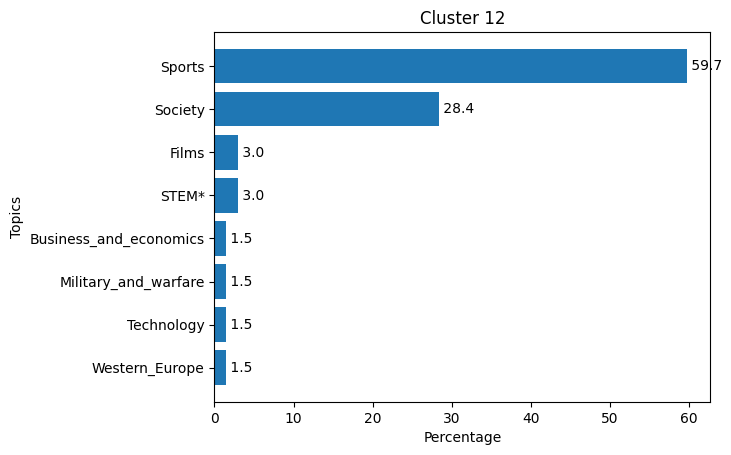 Cluster 12
Topics
Sports 59.7
Society 28.4
Films 3.0
STEM* 3.0
Business_and_economics 1.5
Military_and_warfare 1.5
Technology 1.5
Western_Europe 1.5
0 10 20 30 40 50 60
Percentage